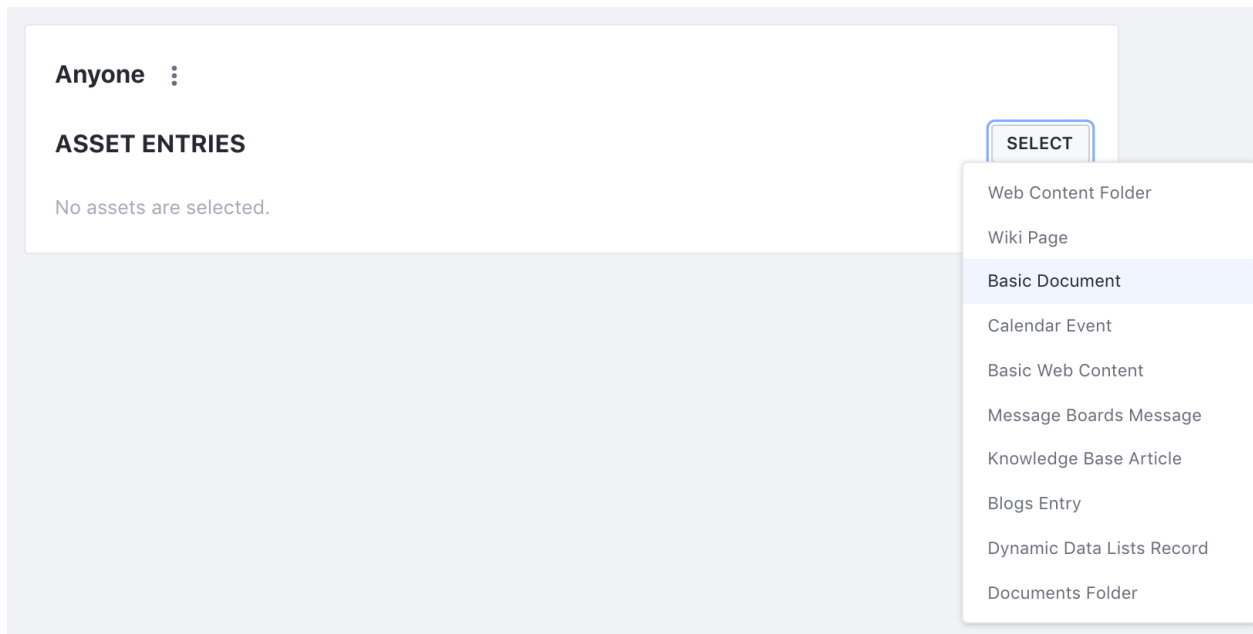 Anyone
ASSET ENTRIES
SELECT
No assets are selected.
Web Content Folder
Wiki Page
Basic Document
Calendar Event
Basic Web Content
Message Boards Message
Knowledge Base Article
Blogs Entry
Dynamic Data Lists Record
Documents Folder